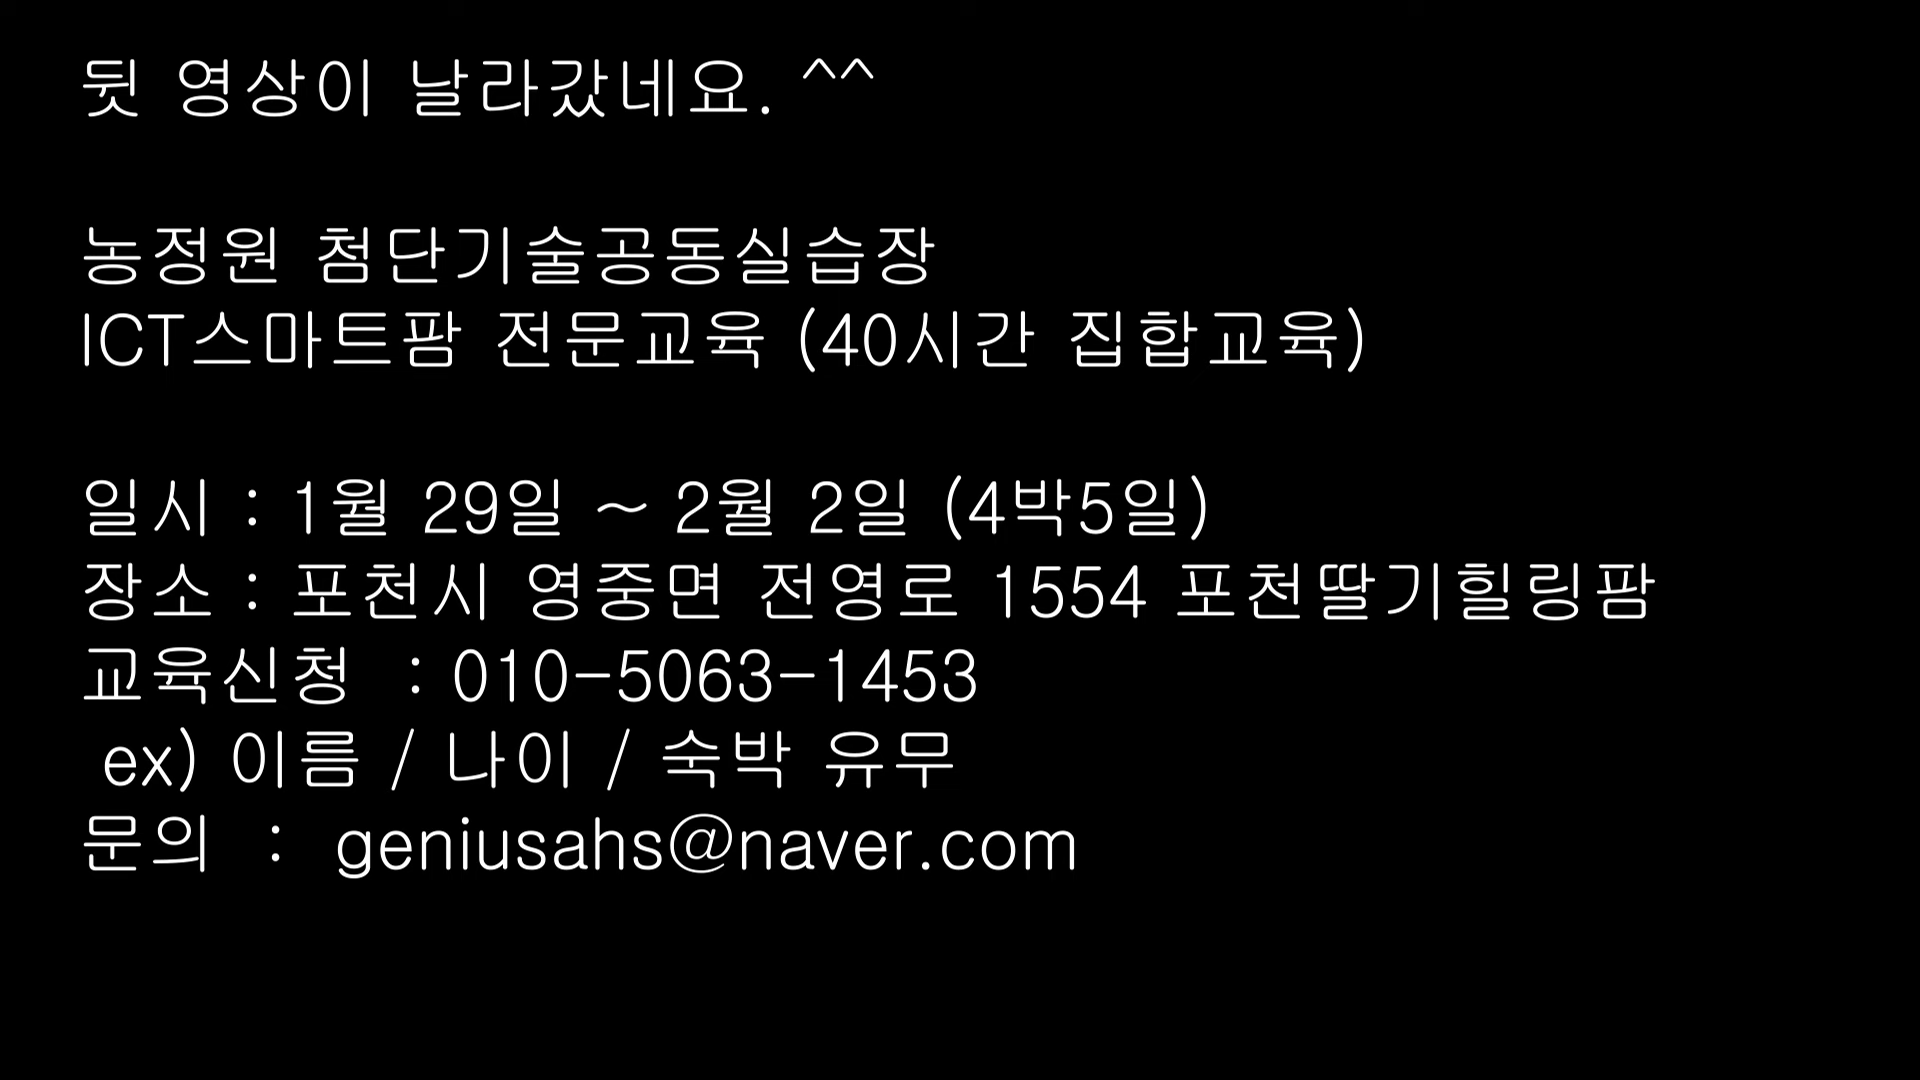 뒷 영상이 날라갔네요. ^^
농정원 첨단기술공동실습장
ICT스마트팜 전문교육 (40시간 집합교육)
일시 : 1월 29일 ~ 2월 2일 (4박5일)
장소 : 포천시 영중면 전영로 1554 포천딸기힐링팜
교육신청 : 010-5063-1453
ex) 이름 / 나이 / 숙박 유무
문의 : geniusahs@naver.com